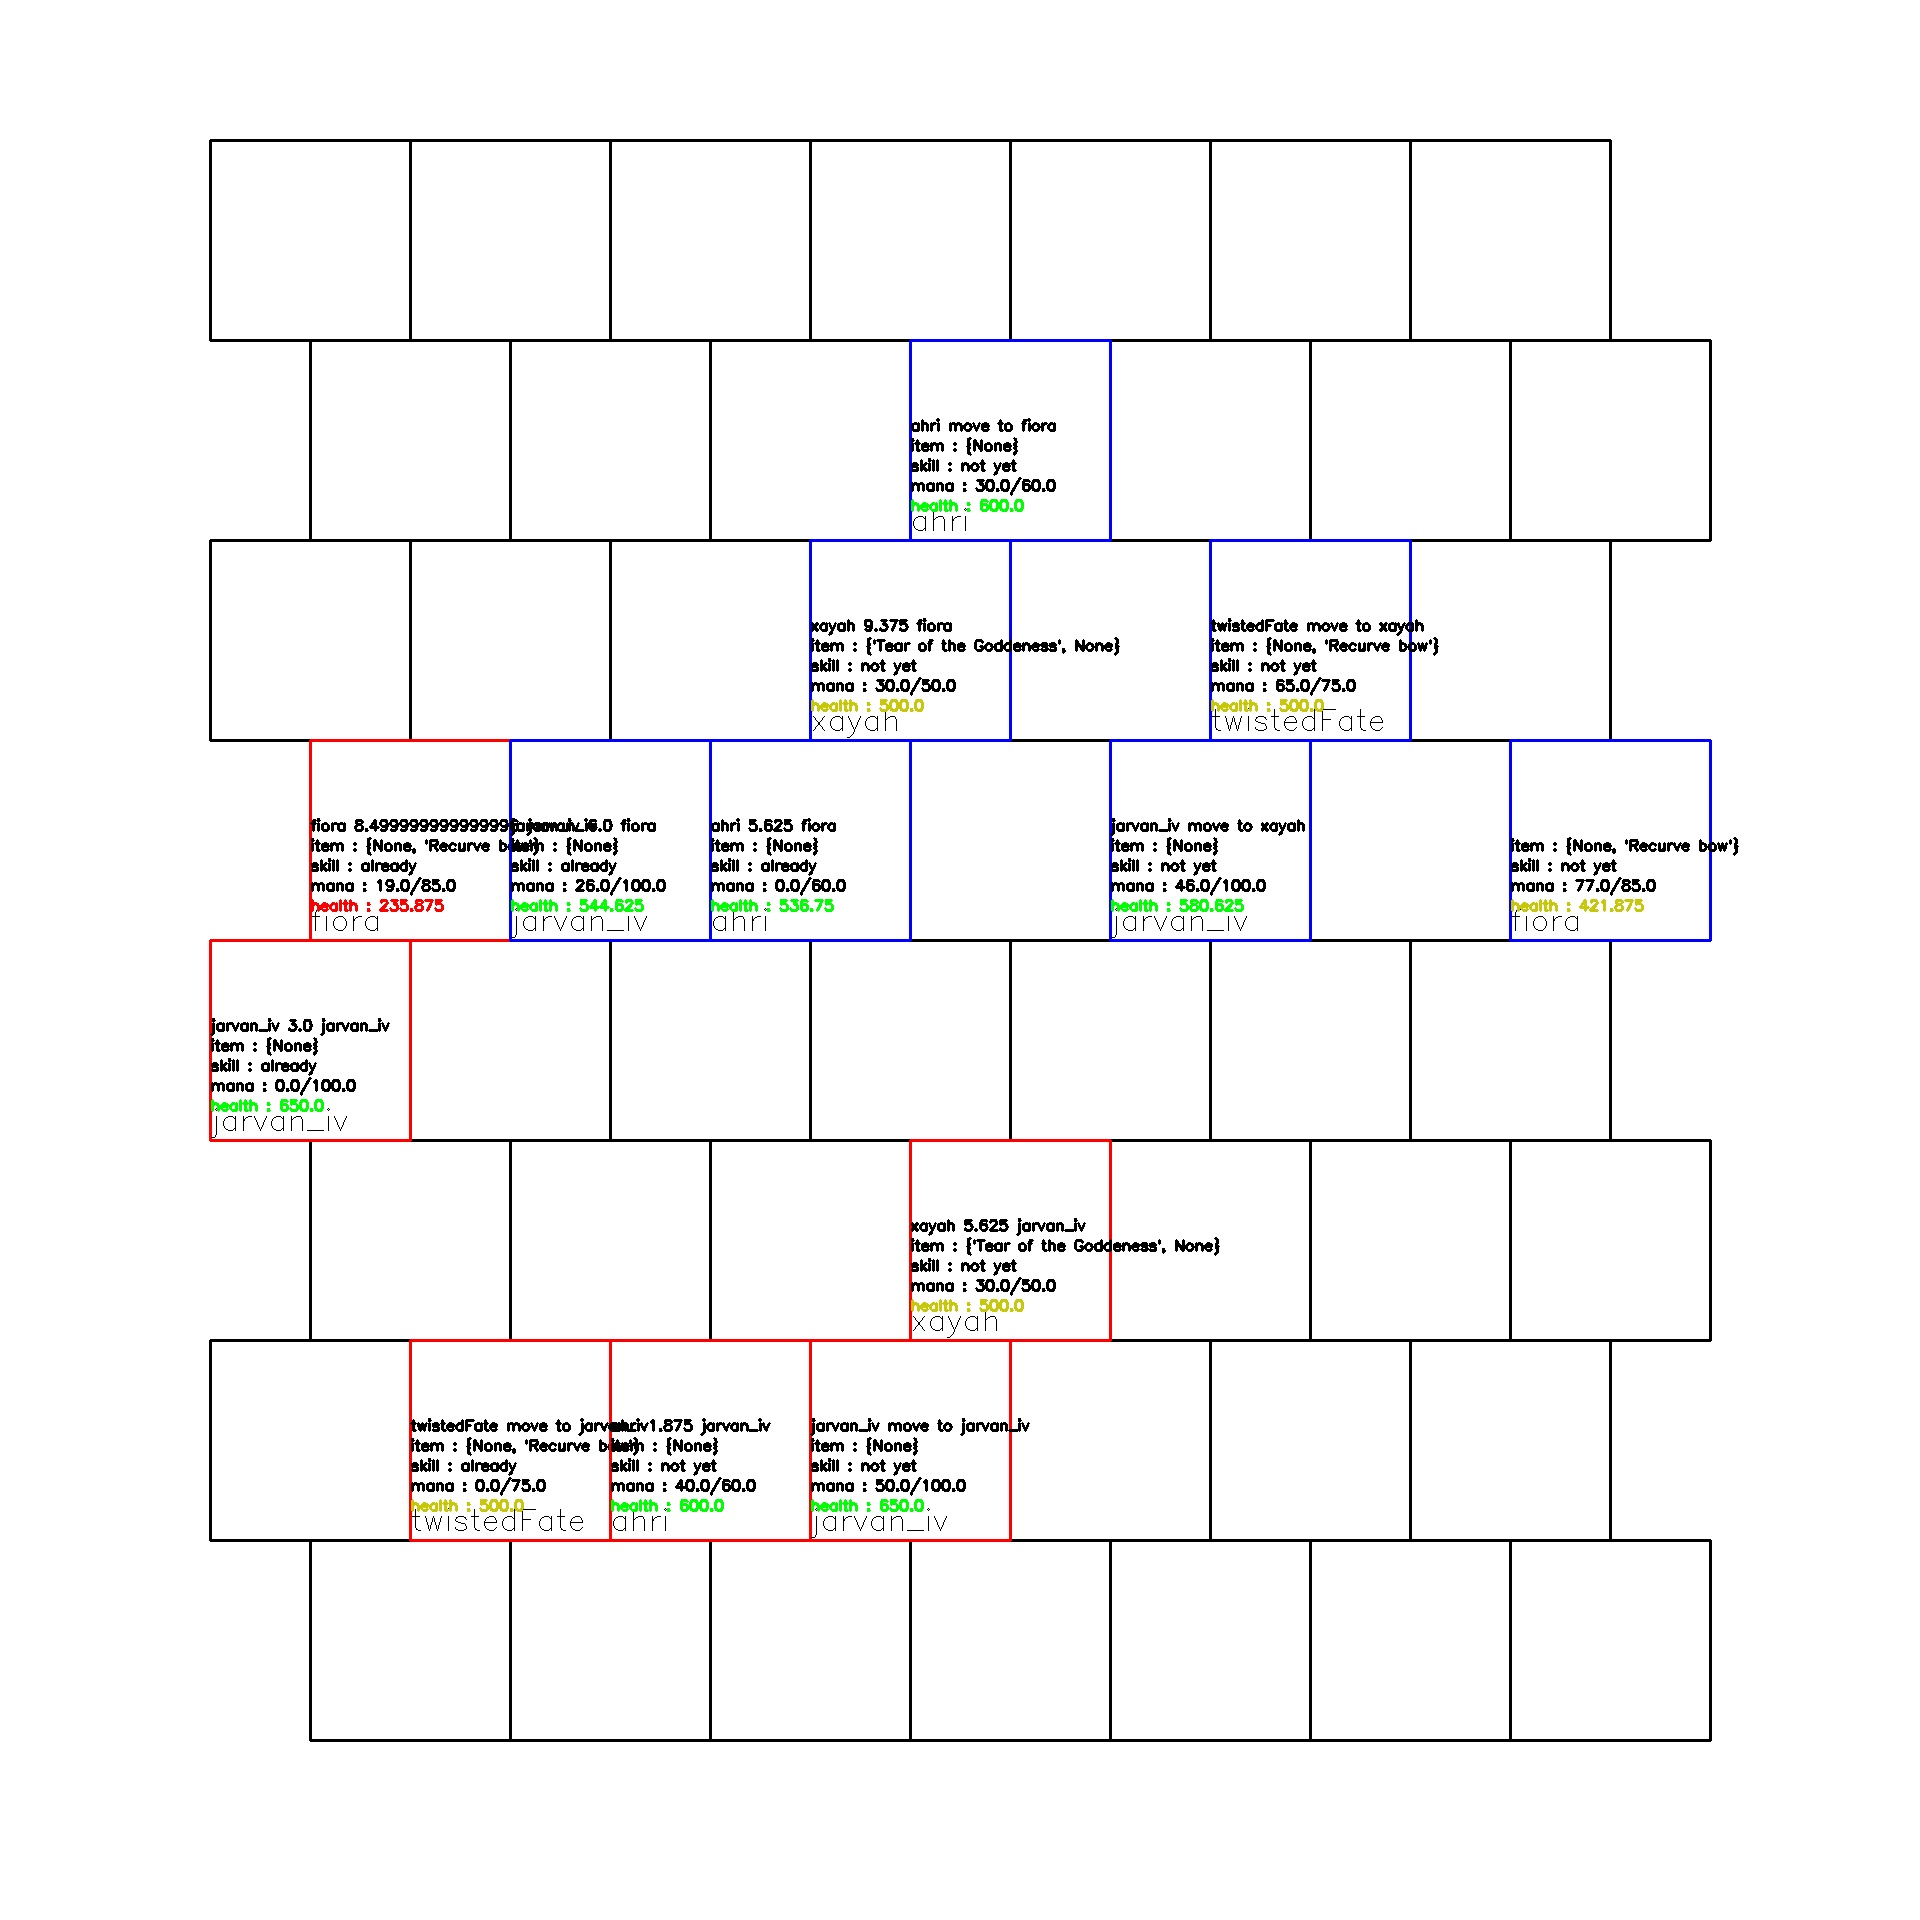 ahri move to fiora
item : {None}
skill : not yet
mana : 30.0/60.0
health : 600.0
ahri
xayah 9.375 fiora
item : {'Tear of the Goddeness', None}
skill : not yet
mana : 30.0/50.0
health : 500.0
xayah
twistedFate move to xayah
item : {None, 'Recurve bow'}
skill : not yet
mana : 65.0/75.0
health : 500.0
twistedFate
fiora 8.499999999999996 jarvan_iv
item : {None, 'Recurve bow'}
skill : already
mana : 19.0/85.0
health : 235.875
fiora
jarvan_iv 6.0 fiora
item : {None}
skill : already
mana : 26.0/100.0
health : 544.625
jarvan_iv
ahri 5.625 fiora
item : {None}
skill : already
mana : 0.0/60.0
health : 536.75
ahri
jarvan_iv move to xayah
item : {None}
skill : not yet
mana : 46.0/100.0
health : 580.625
jarvan_iv
item : {None, 'Recurve bow'}
skill : not yet
mana : 77.0/85.0
health : 421.875
fiora
jarvan_iv 3.0 jarvan_iv
item : {None}
skill : already
mana : 0.0/100.0
health : 650.0
jarvan_iv
xayah 5.625 jarvan_iv
item : {'Tear of the Goddeness', None}
skill : not yet
mana : 30.0/50.0
health : 500.0
xayah
twistedFate move to jarvan_iv
item : {None, 'Recurve bow'}
skill : already
mana : 0.0/75.0
health : 500.0
twistedFate
ahri 1.875 jarvan_iv
item : {None}
skill : not yet
mana : 40.0/60.0
health : 600.0
ahri
jarvan_iv move to jarvan_iv
item : {None}
skill : not yet
mana : 50.0/100.0
health : 650.0
jarvan_iv